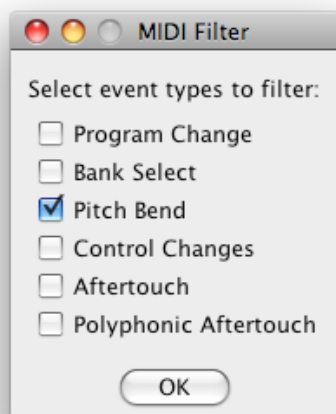 MIDI Filter
Select event types to filter:
Program Change
Bank Select
Pitch Bend
Control Changes
Aftertouch
Polyphonic Aftertouch
OK